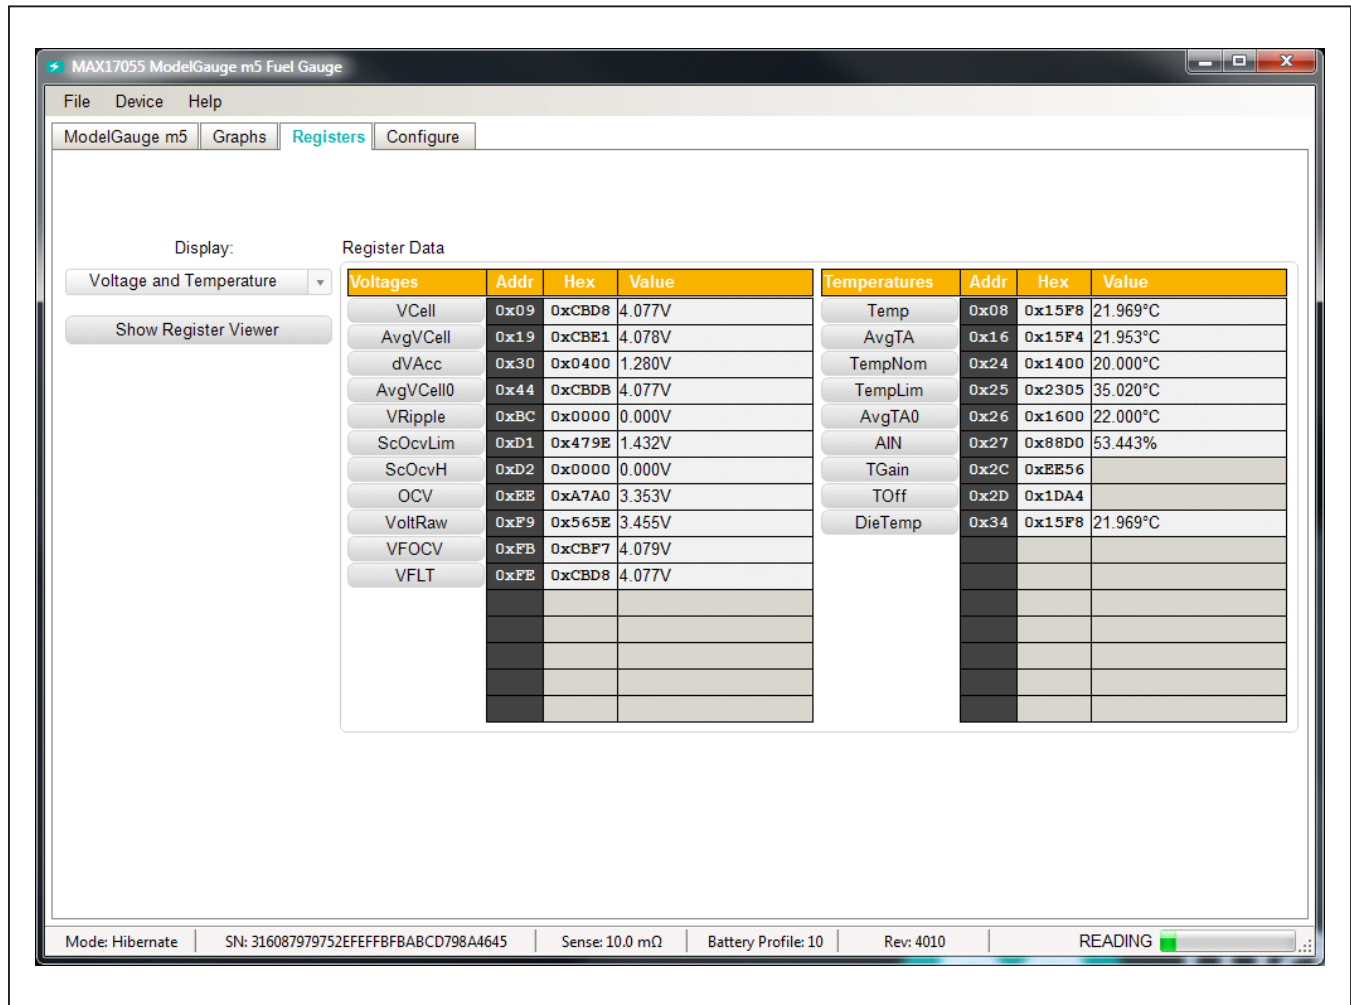 MAX17055 ModelGauge m5 Fuel Gauge
File Device Help
ModelGauge m5 Graphs Registers Configure
Display: Register Data
Voltage and Temperature
Show Register Viewer
Voltages Addr Hex Value Temperatures Addr Hex Value
VCell 0x09 0xCBD8 4.077V Temp 0x08 0x15F8 21.969°C
AvgVCell 0x19 0xCBE1 4.078V AvgTA 0x16 0x15F4 21.953°C
dVAcc 0x30 0x0400 1.280V TempNom 0x24 0x1400 20.000°C
AvgVCell0 0x44 0xCBDB 4.077V TempLim 0x25 0x2305 35.020°C
VRipple 0xBC 0x0000 0.000V AvgTA0 0x26 0x1600 22.000°C
ScOcvLim 0xD1 0x479E 1.432V AIN 0x27 0x88D0 53.443%
ScOcvH 0xD2 0x0000 0.000V TGain 0x2C 0xEE56
OCV 0xEE 0xA7A0 3.353V TOff 0x2D 0x1DA4
VoltRaw 0xF9 0x565E 3.455V DieTemp 0x34 0x15F8 21.969°C
VFOCV 0xFB 0xCBF7 4.079V
VFLT 0xFE 0xCBD8 4.077V
Mode: Hibernate SN: 316087979752EFEFFBFBABCD798A4645 Sense: 10.0 mΩ Battery Profile: 10 Rev: 4010 READING